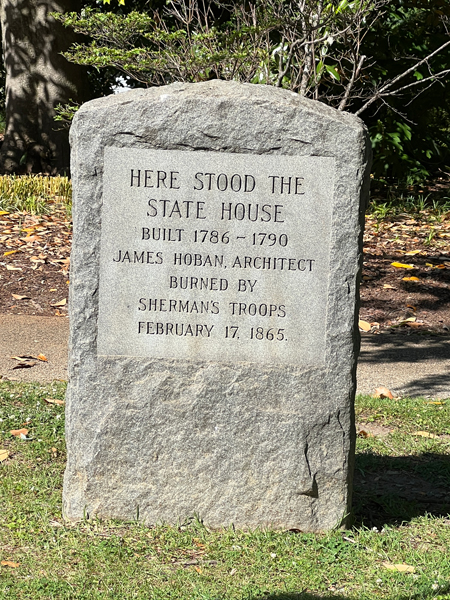 HERE STOOD THE
STATE HOUSE
BUILT 1786 - 1790
JAMES HOBAN, ARCHITECT
BURNED BY
SHERMAN'S TROOPS
FEBRUARY 17, 1865.